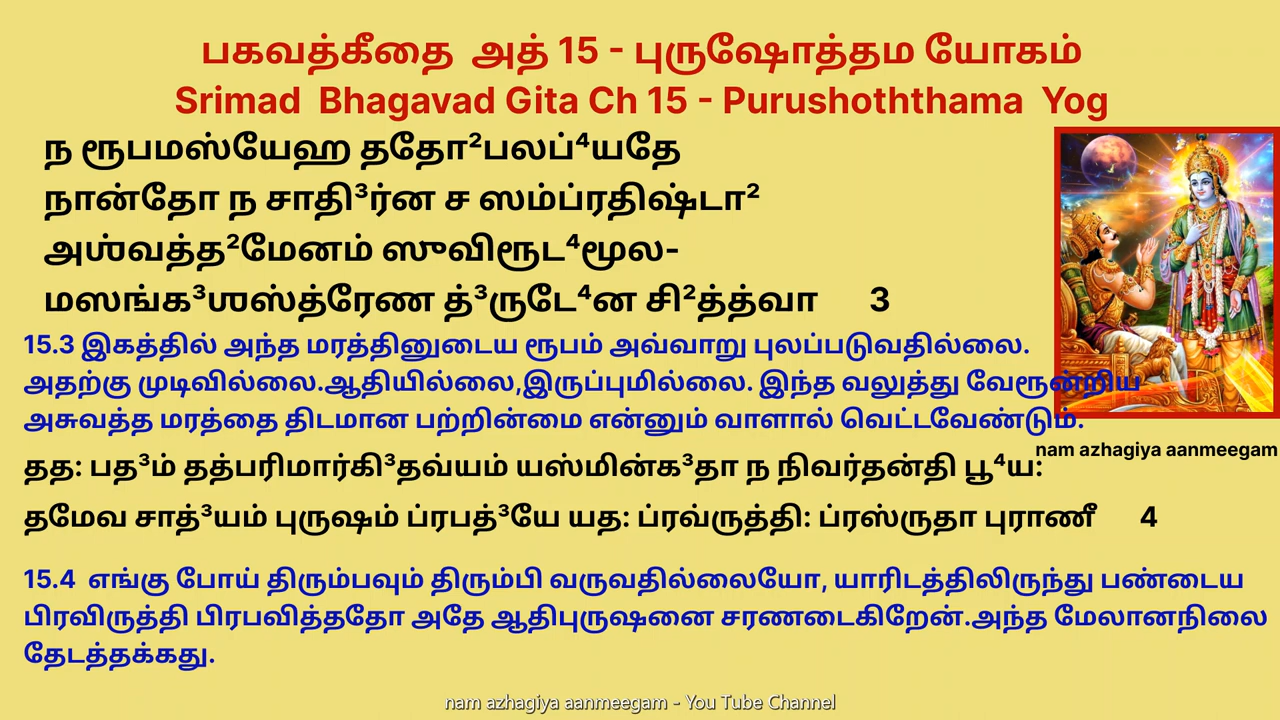 பகவத்கீதை அத் 15 - புருஷோத்தம யோகம்
Srimad Bhagavad Gita Ch 15 - Purushoththama Yog
ந ரூபமஸ்யேஹ ததோ²பலப்⁴யதே
நான்தோ ந சாதி³ர்ன ச ஸம்ப்ரதிஷ்டா²
அஶ்வத்த²மேனம் ஸுவிரூட⁴மூல-
மஸங்க³ஶஸ்த்ரேண த்³ருடே⁴ன சி²த்த்வா 3
15.3 இகத்தில் அந்த மரத்தினுடைய ரூபம் அவ்வாறு புலப்படுவதில்லை.
அதற்கு முடிவில்லை.ஆதியில்லை,இருப்புமில்லை. இந்த வலுத்து வேரூன்றிய
அசுவத்த மரத்தை திடமான பற்றின்மை என்னும் வாளால் வெட்டவேண்டும்.
nam azhagiya aanmeegam
தத: பத³ம் தத்பரிமார்கி³தவ்யம் யஸ்மின்க³தா ந நிவர்தன்தி பூ⁴ய:
தமேவ சாத்³யம் புருஷம் ப்ரபத்³யே யத: ப்ரவ்ருத்தி: ப்ரஸ்ருதா புராணீ 4
15.4 எங்கு போய் திரும்பவும் திரும்பி வருவதில்லையோ, யாரிடத்திலிருந்து பண்டைய
பிரவிருத்தி பிரபவித்ததோ அதே ஆதிபுருஷனை சரணடைகிறேன்.அந்த மேலானநிலை
தேடத்தக்கது.
nam azhagiya aanmeegam - You Tube Channel